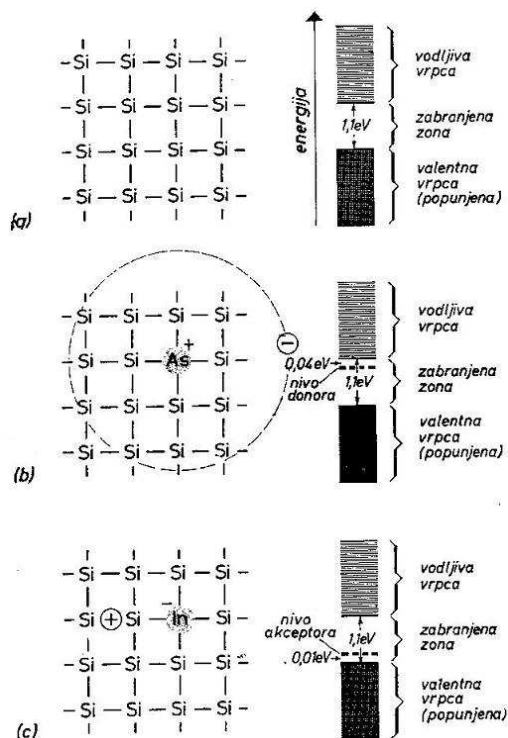 -Si-Si-Si-Si-
-Si-Si-Si-Si-
-Si-Si-Si-Si-
-Si-Si-Si-Si-
(a)
energija
1,1eV
vodljiva
vrpca
zabranjena
zona
valentna
vrpca
(popunjena)
-Si-Si-Si-Si-
-Si-Si-As+-Si-
-Si-Si-Si-Si-
-Si-Si-Si-Si-
−
(b)
0,04eV
nivo
donora
1,1eV
vodljiva
vrpca
zabranjena
zona
valentna
vrpca
(popunjena)
-Si-Si-Si-Si-
-Si + Si-In−-Si-
-Si-Si-Si-Si-
-Si-Si-Si-Si-
(c)
nivo
akceptora
0,01eV
1,1eV
vodljiva
vrpca
zabranjena
zona
valentna
vrpca
(popunjena)